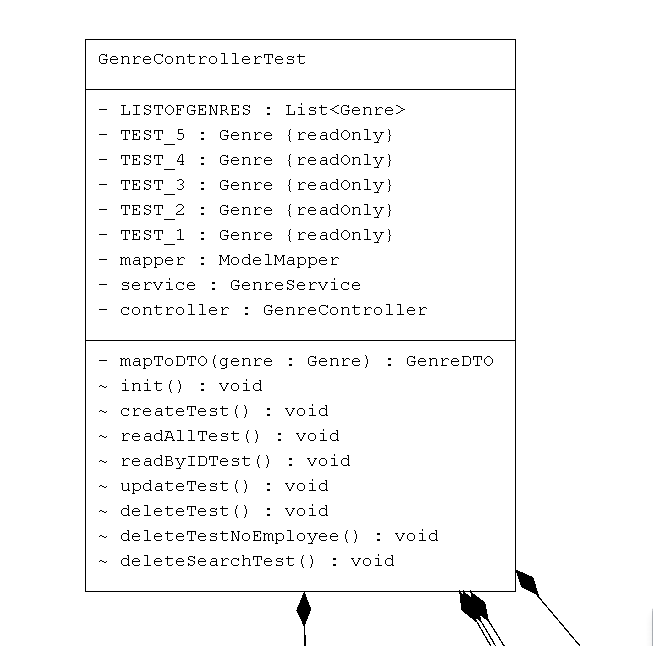 GenreControllerTest
- LISTOFGENRES : List<Genre>
- TEST_5 : Genre {readOnly}
- TEST_4 : Genre {readOnly}
- TEST_3 : Genre {readOnly}
- TEST_2 : Genre {readOnly}
- TEST_1 : Genre {readOnly}
- mapper : ModelMapper
- service : GenreService
- controller : GenreController
- mapToDTO(genre : Genre) : GenreDTO
~ init() : void
~ createTest() : void
~ readAllTest() : void
~ readByIDTest() : void
~ updateTest() : void
~ deleteTest() : void
~ deleteTestNoEmployee() : void
~ deleteSearchTest() : void